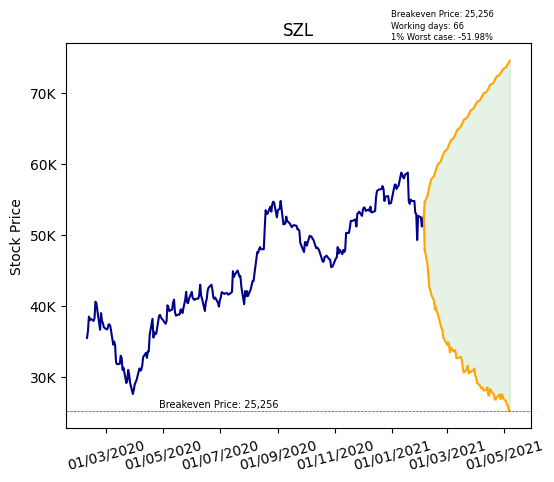 Breakeven Price: 25,256
Working days: 66
1% Worst case: -51.98%
SZL
Stock Price
70K
60K
50K
40K
30K
Breakeven Price: 25,256
01/03/2020
01/05/2020
01/07/2020
01/09/2020
01/11/2020
01/01/2021
01/03/2021
01/05/2021